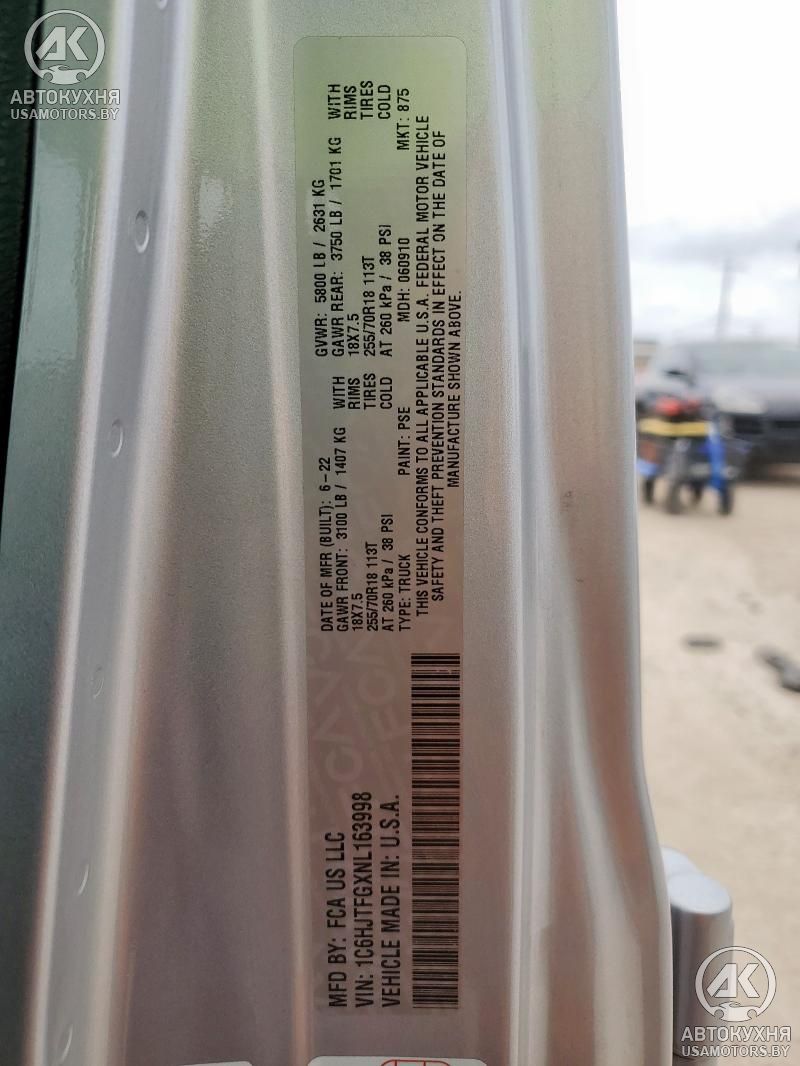 АВТОКУХНЯ
USAMOTORS.BY
MFD BY: FCA US LLC
VIN: 1C6HJTFGXNL163998
VEHICLE MADE IN: U.S.A.
DATE OF MFR (BUILT): 6-22 GVWR: 5800 LB / 2631 KG
GAWR FRONT: 3100 LB / 1407 KG WITH GAWR REAR: 3750 LB / 1701 KG WITH
18X7.5 RIMS 18X7.5 RIMS
255/70R18 113T TIRES 255/70R18 113T TIRES
AT 260 kPa / 38 PSI COLD AT 260 kPa / 38 PSI COLD
TYPE: TRUCK PAINT: PSE MDH: 060910 MKT: 875
THIS VEHICLE CONFORMS TO ALL APPLICABLE U.S.A. FEDERAL MOTOR VEHICLE
SAFETY AND THEFT PREVENTION STANDARDS IN EFFECT ON THE DATE OF
MANUFACTURE SHOWN ABOVE.
АК
АВТОКУХНЯ
USAMOTORS.BY